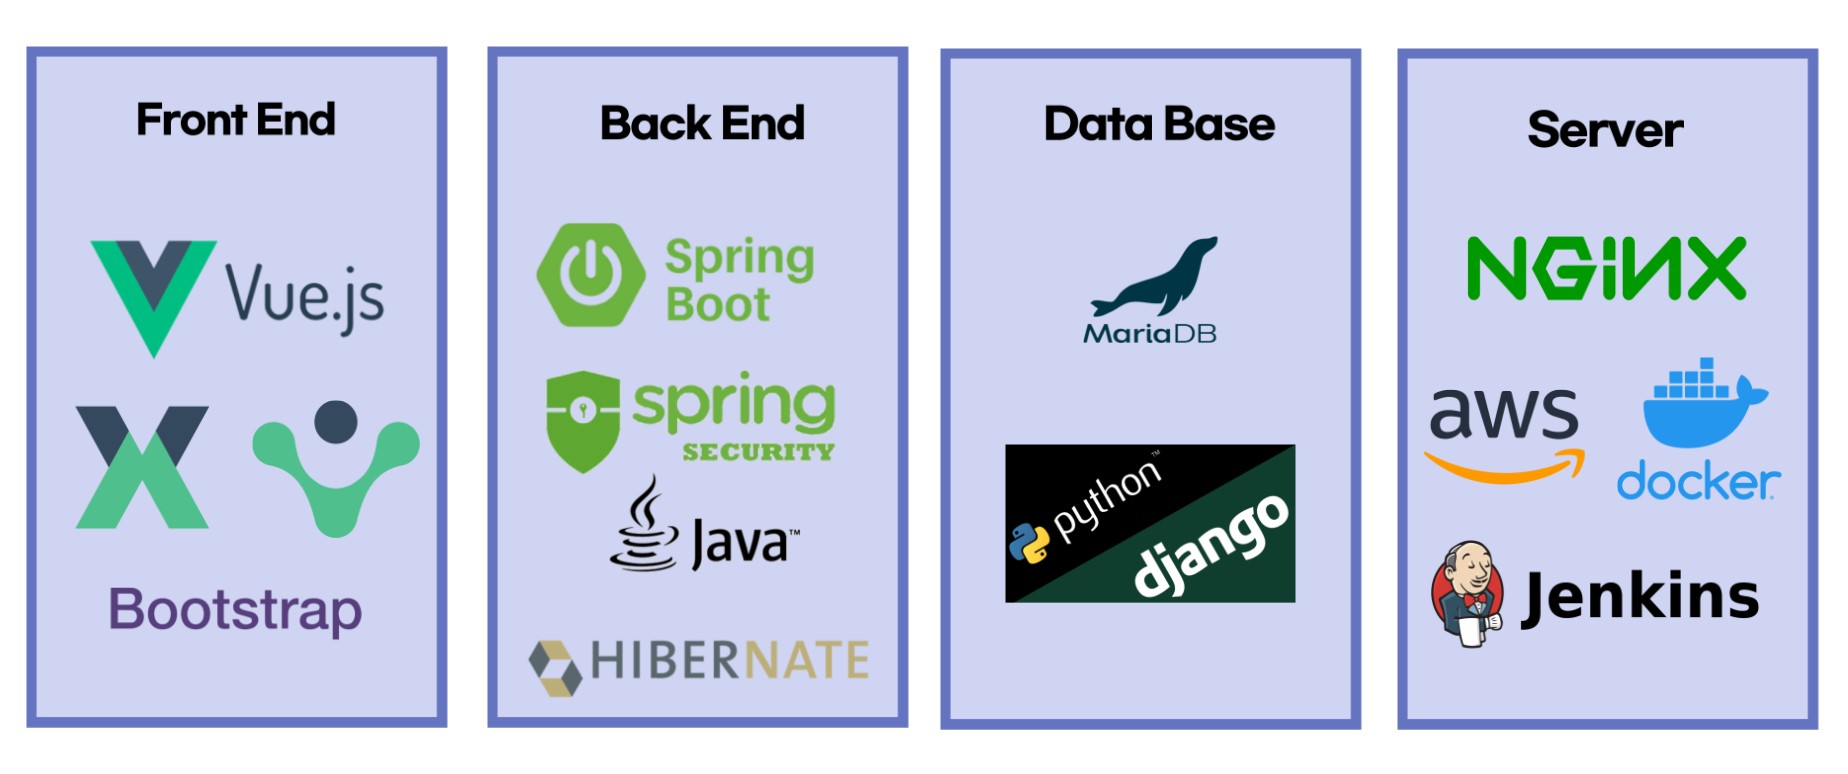 Front End
Vue.js
Bootstrap
Back End
Spring
Boot
spring
SECURITY
Java™
HIBERNATE
Data Base
MariaDB
python™
django
Server
NGINX
aws
docker
Jenkins